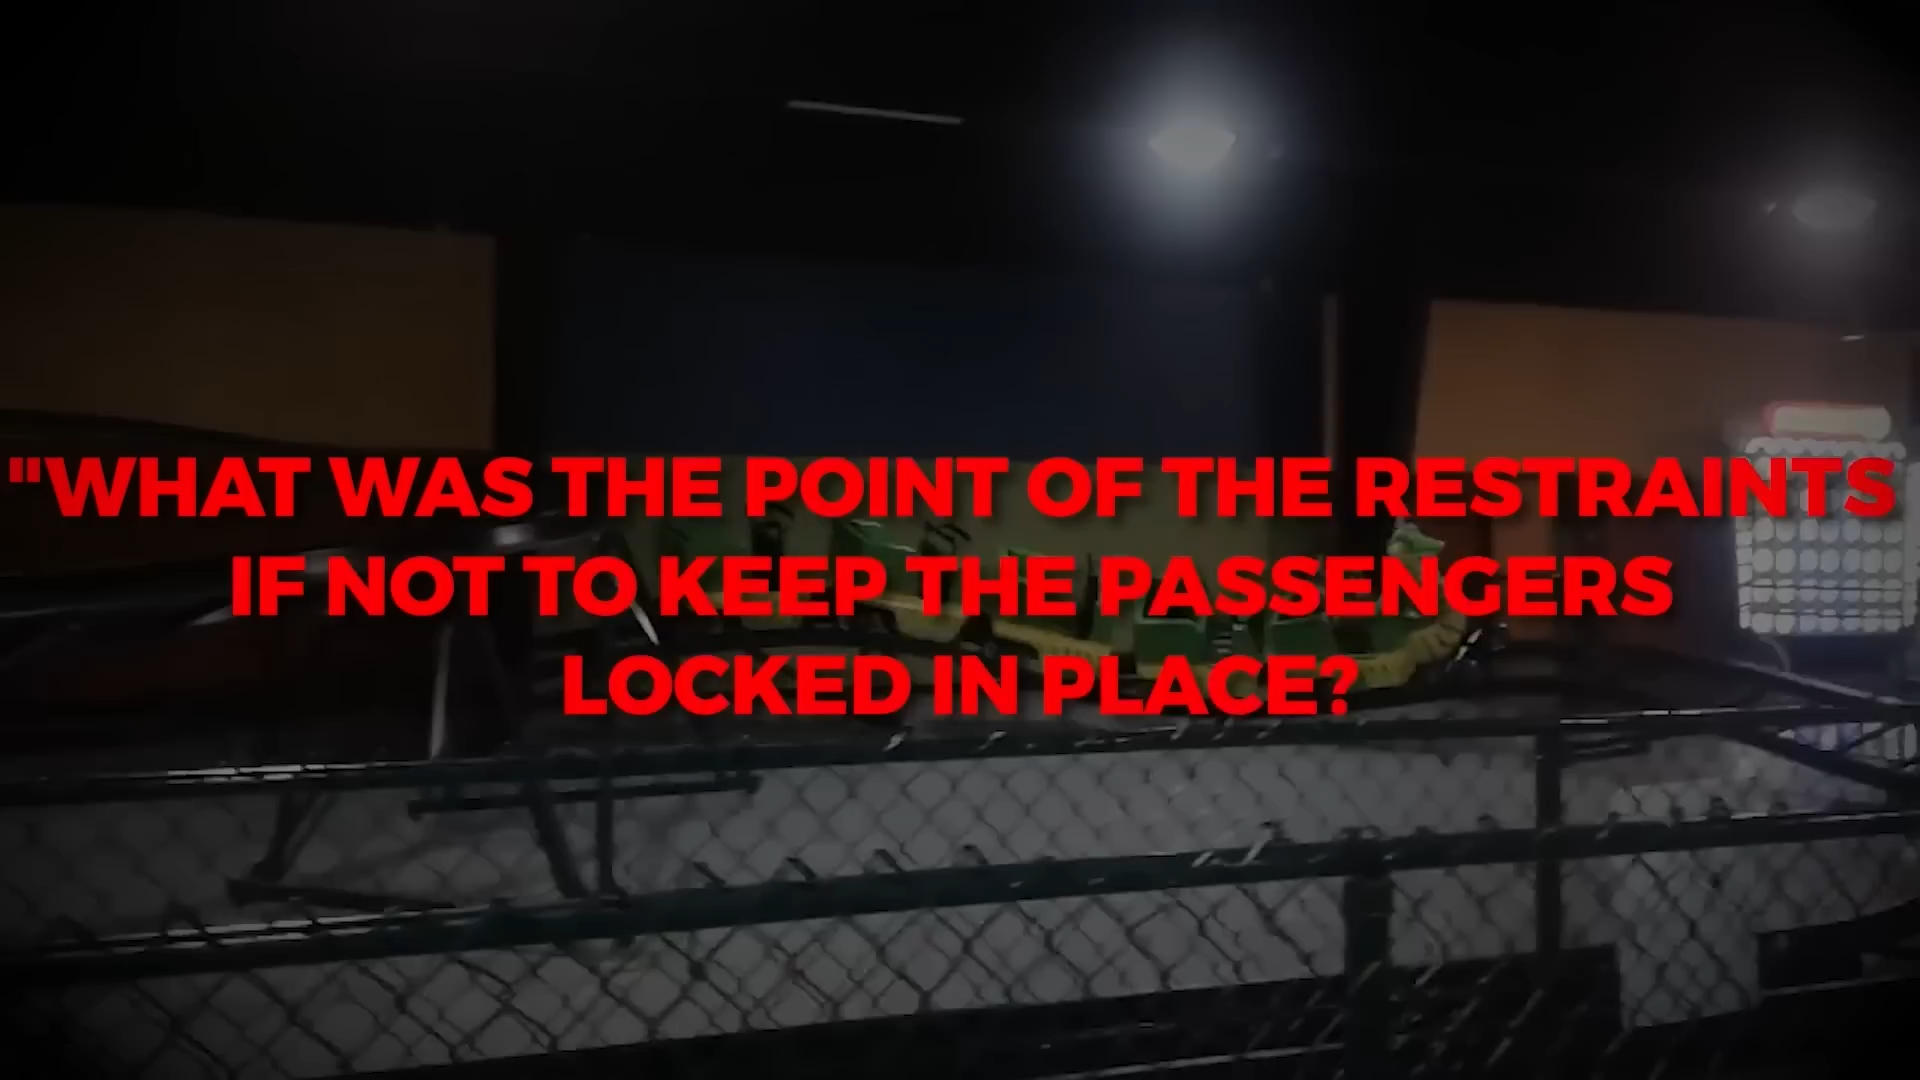 "WHAT WAS THE POINT OF THE RESTRAINTS
IF NOT TO KEEP THE PASSENGERS
LOCKED IN PLACE?